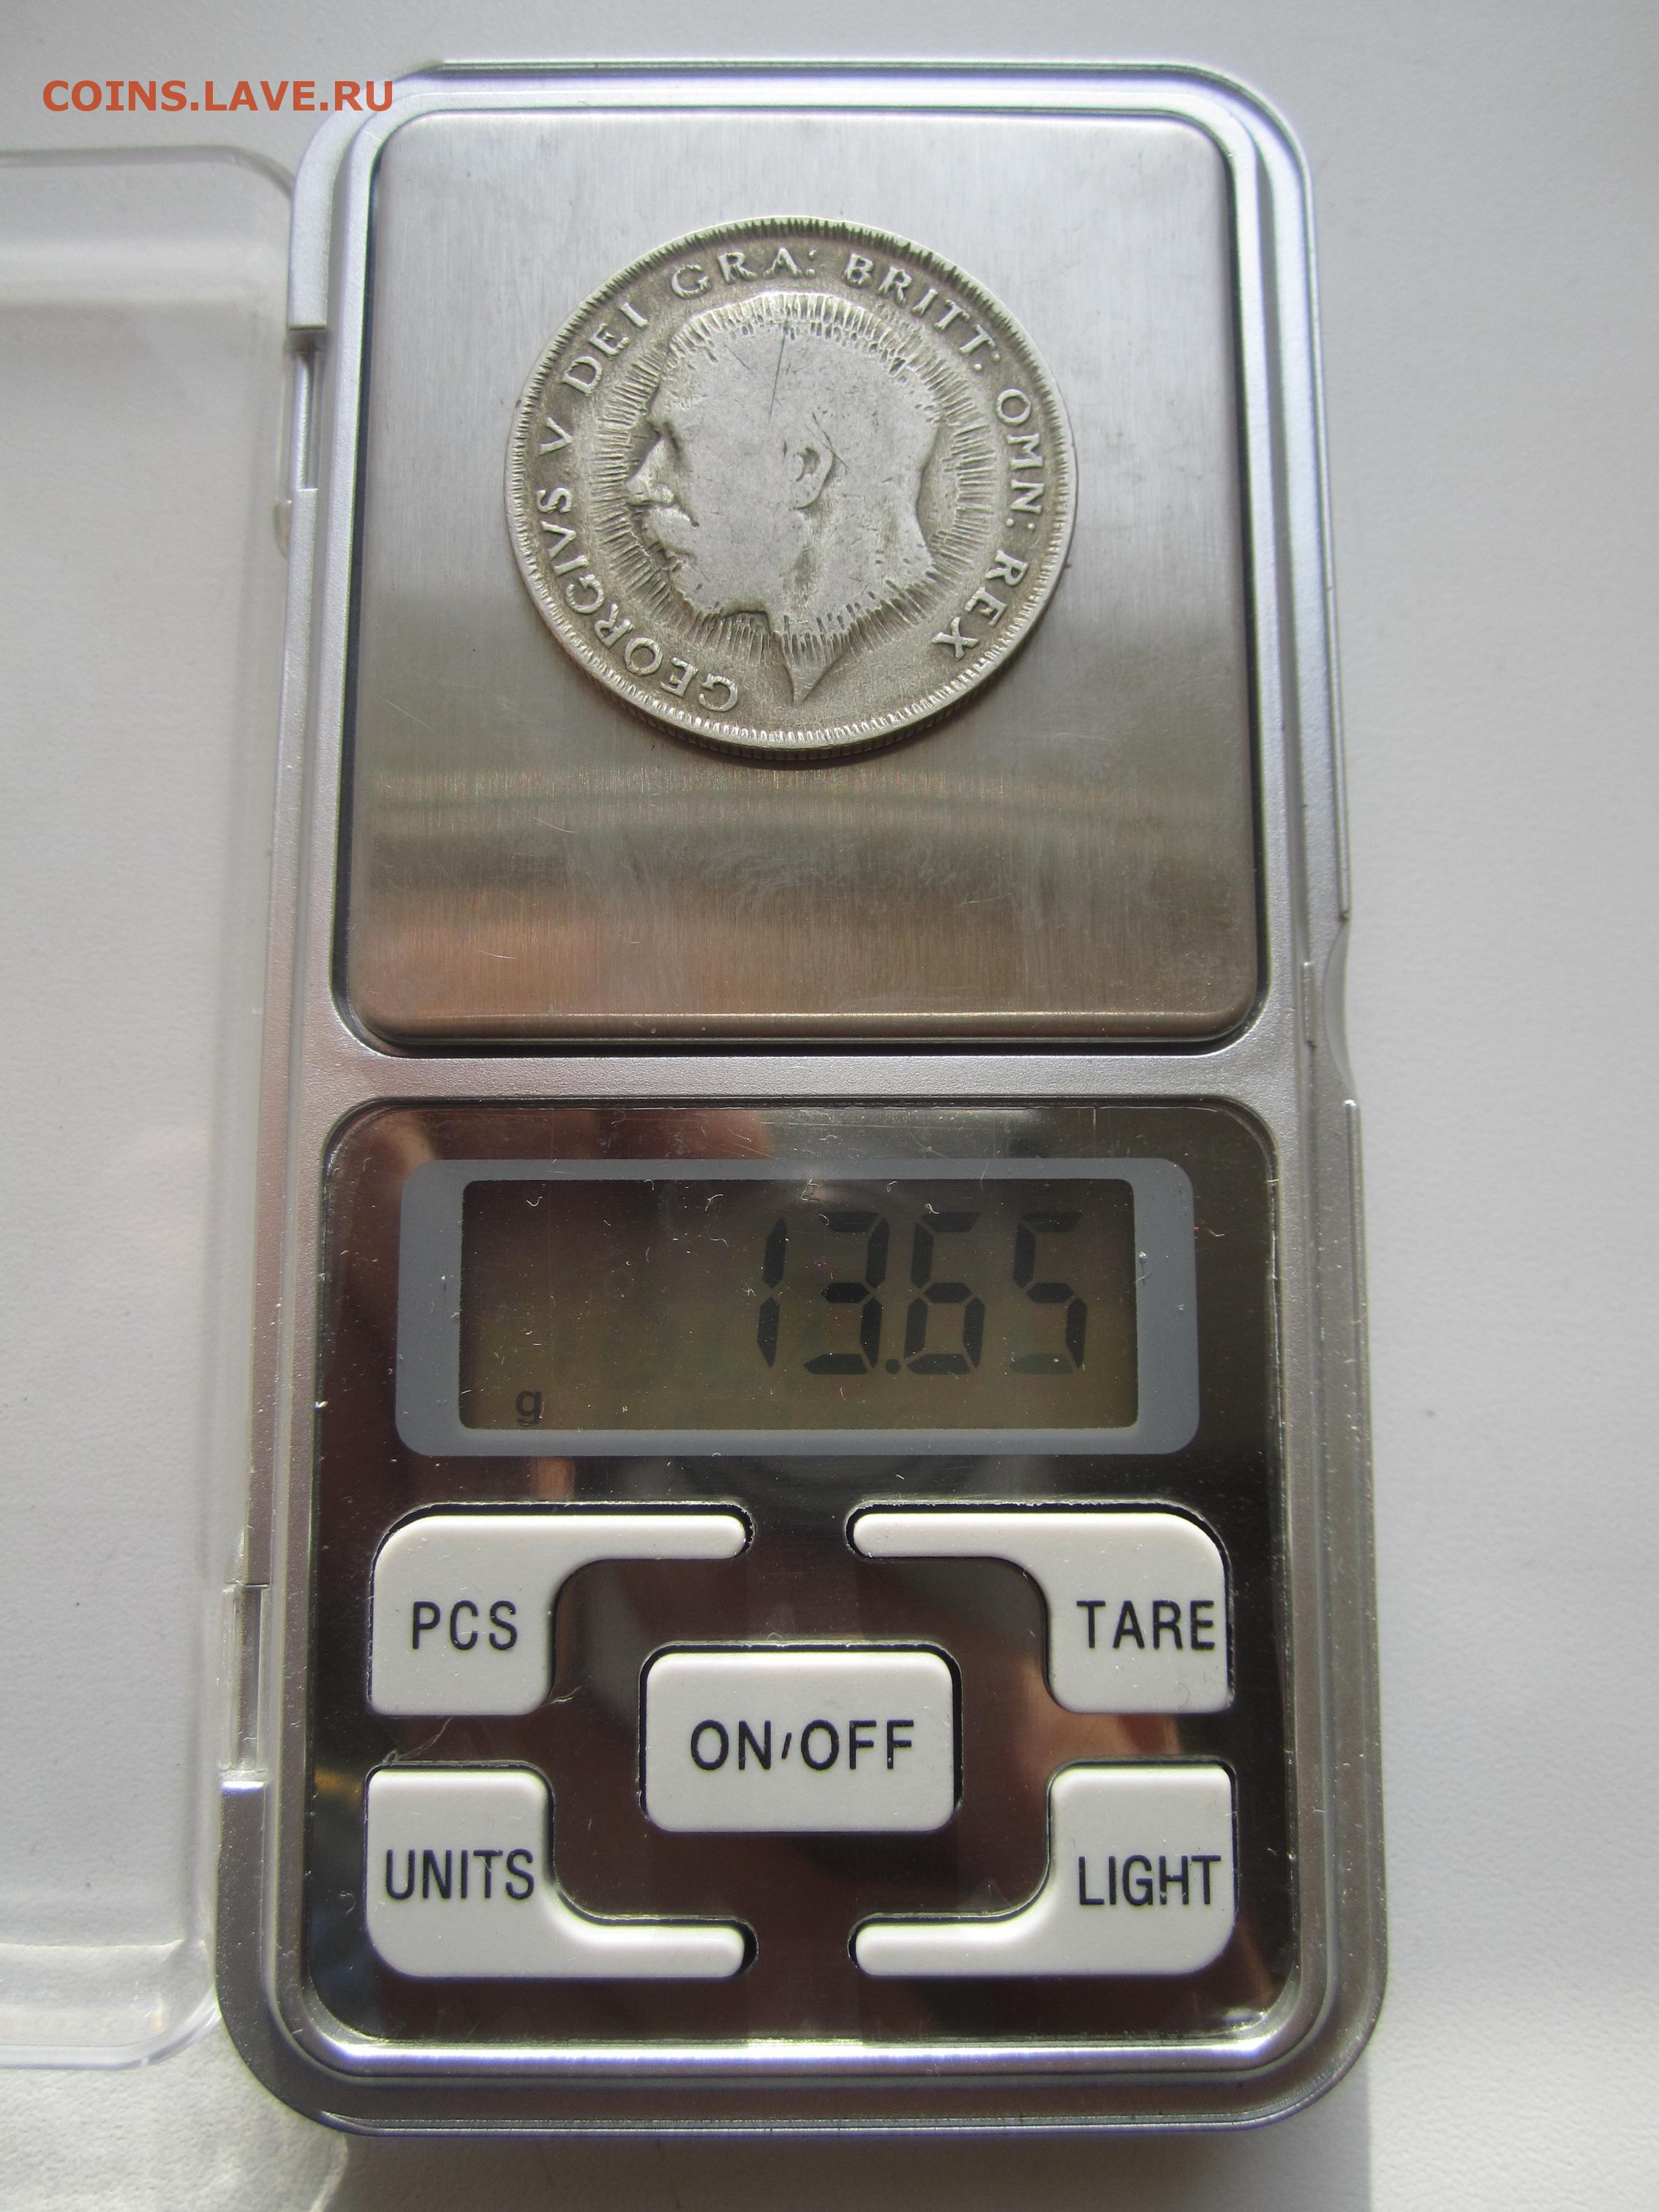 COINS.LAVE.RU
GEORGIVS V DEI GRA: BRITT: OMN: REX
13.65
g
PCS
TARE
ON/OFF
UNITS
LIGHT